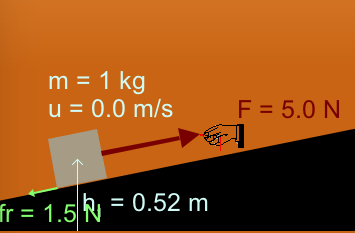 m = 1 kg
u = 0.0 m/s
F = 5.0 N
h, = 0.52 m
fr = 1.5 N